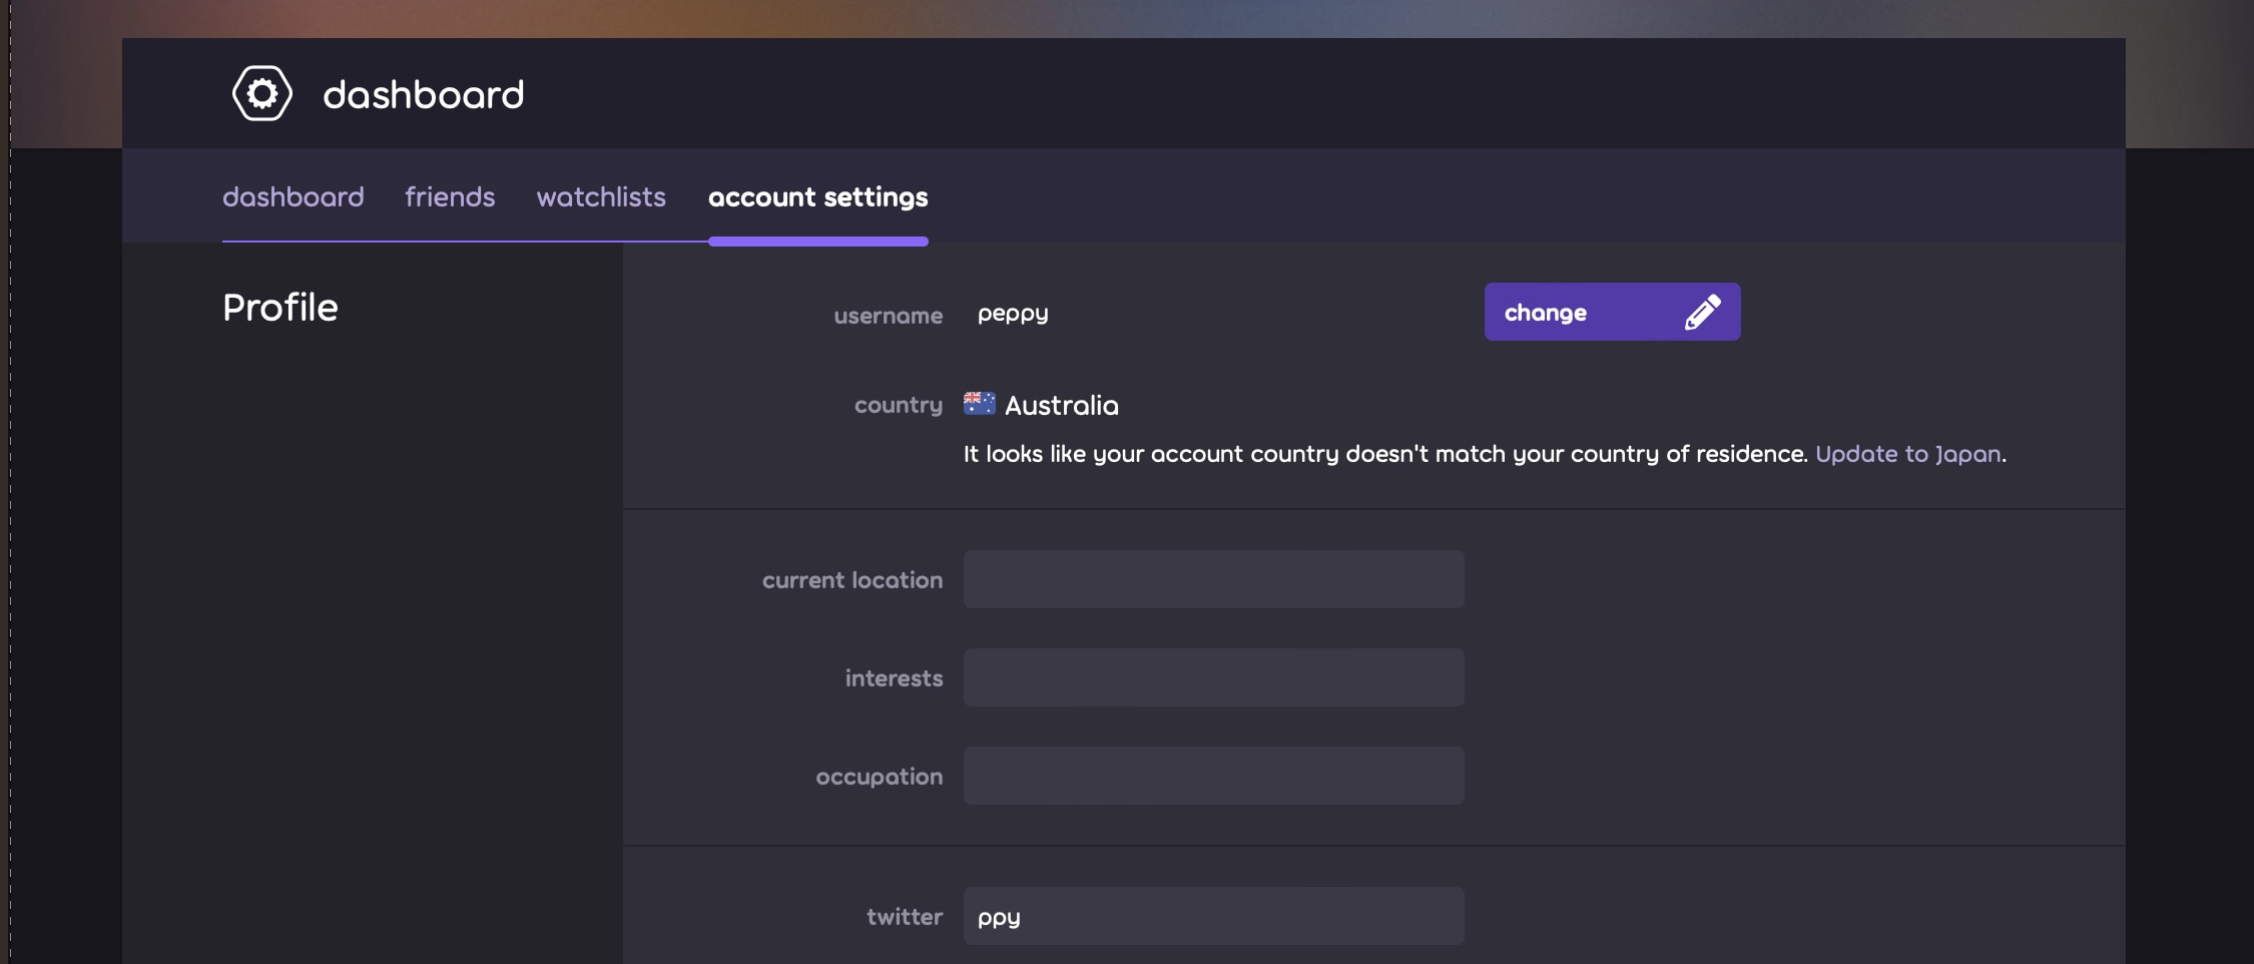 dashboard
dashboard friends watchlists account settings
Profile
username peppy change
country Australia
It looks like your account country doesn't match your country of residence. Update to Japan.
current location
interests
occupation
twitter ppy